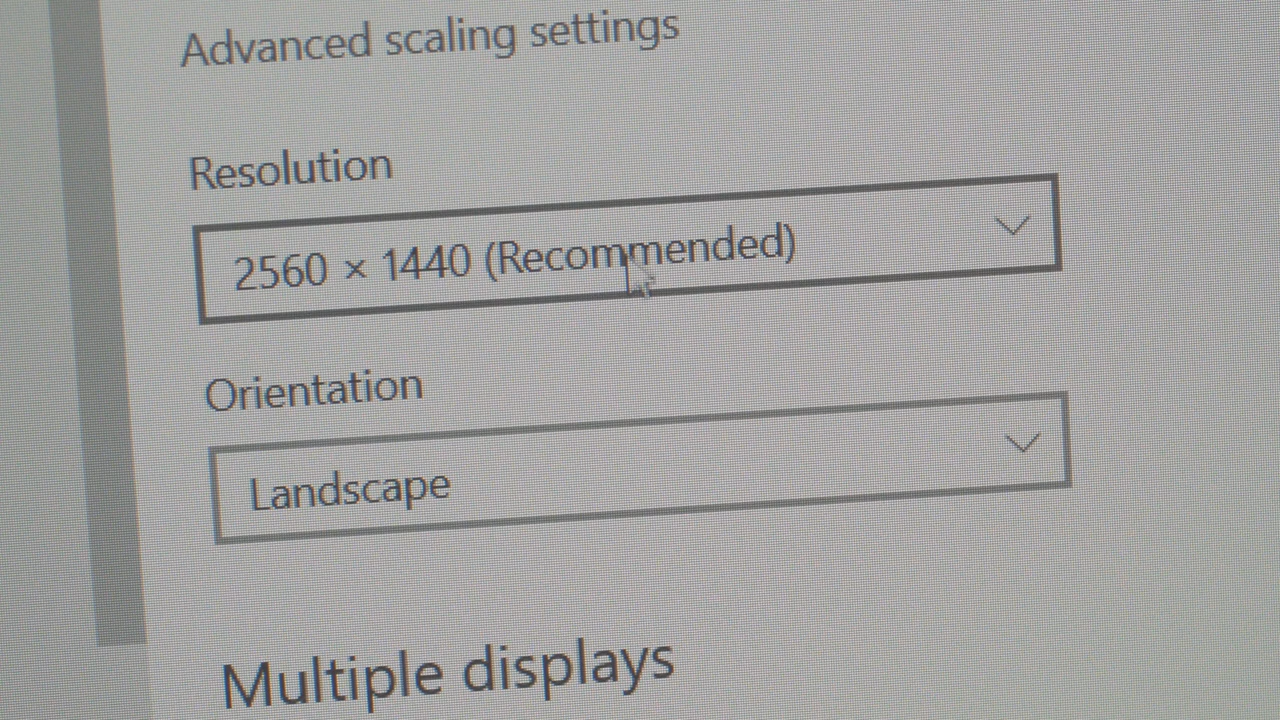 Advanced scaling settings
Resolution
2560 × 1440 (Recommended)
Orientation
Landscape
Multiple displays